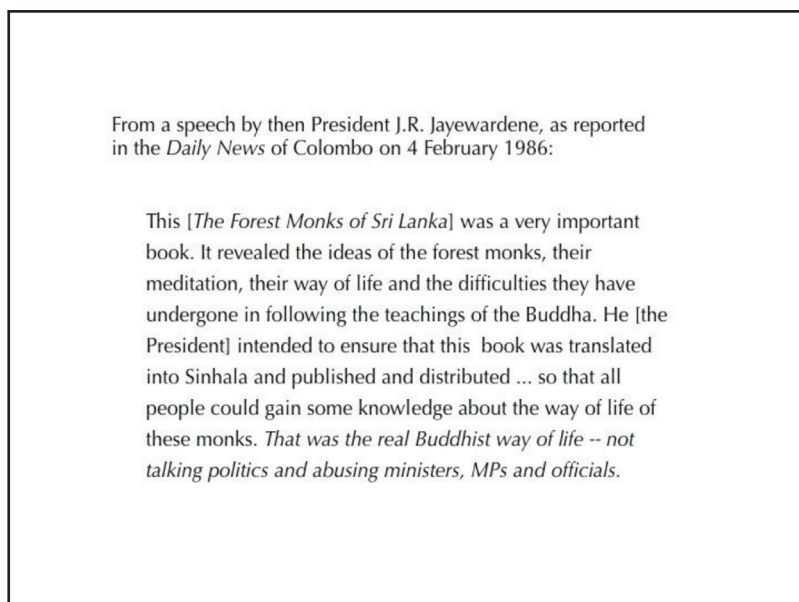 From a speech by then President J.R. Jayewardene, as reported
in the Daily News of Colombo on 4 February 1986:
This [The Forest Monks of Sri Lanka] was a very important
book. It revealed the ideas of the forest monks, their
meditation, their way of life and the difficulties they have
undergone in following the teachings of the Buddha. He [the
President] intended to ensure that this  book was translated
into Sinhala and published and distributed ... so that all
people could gain some knowledge about the way of life of
these monks. That was the real Buddhist way of life -- not
talking politics and abusing ministers, MPs and officials.